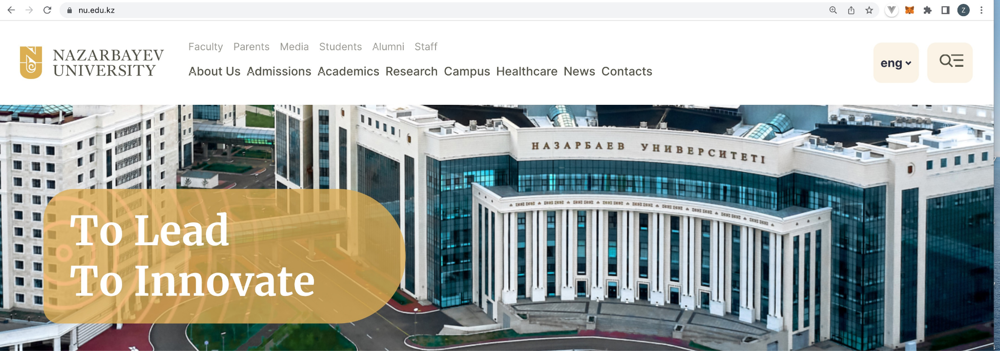 nu.edu.kz
Z
NAZARBAYEV
UNIVERSITY
Faculty Parents Media Students Alumni Staff
About Us Admissions Academics Research Campus Healthcare News Contacts
eng
НАЗАРБАЕВ УНИВЕРСИТЕТІ
To Lead
To Innovate